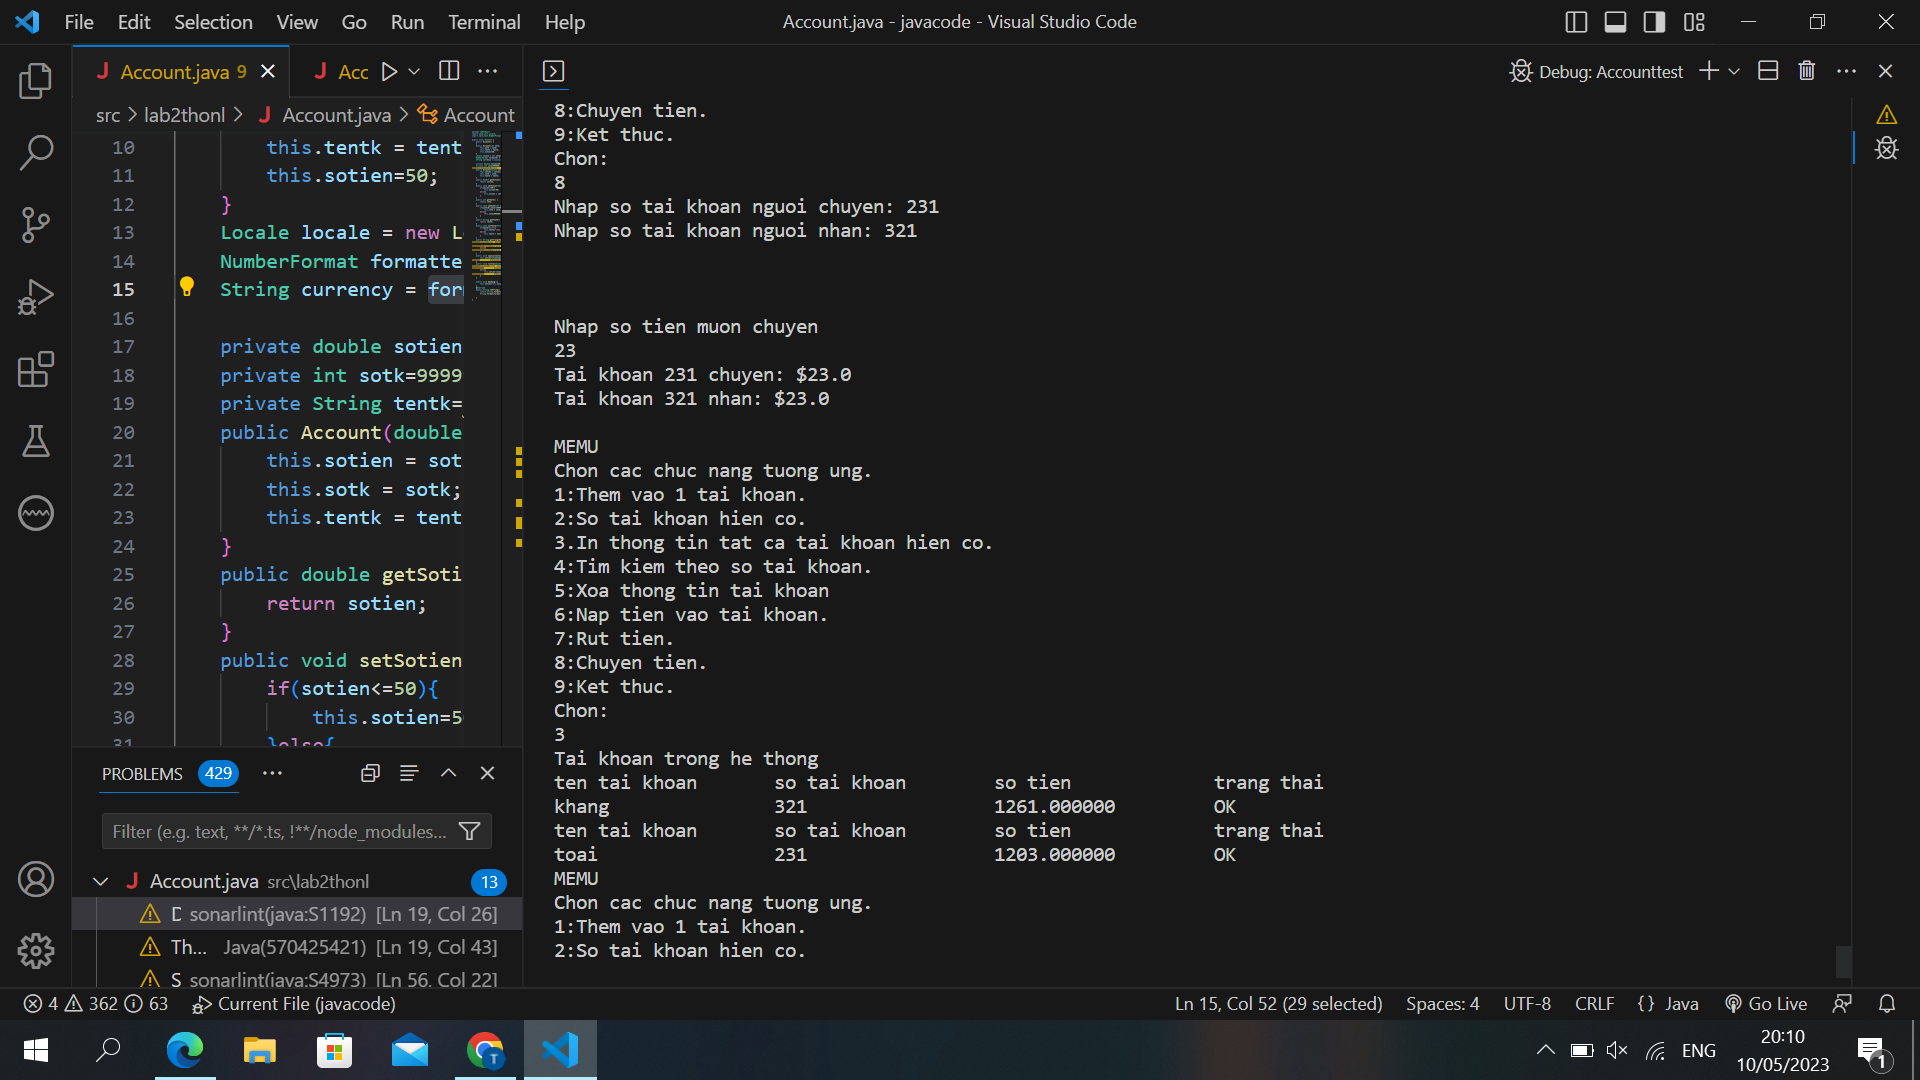 File Edit Selection View Go Run Terminal Help
Account.java - javacode - Visual Studio Code
J Account.java 9
J Acc
Debug: Accounttest
src > lab2thonl > J Account.java > Account
10 this.tentk = tent
11 this.sotien=50;
12 }
13 Locale locale = new L
14 NumberFormat formatte
15 String currency = for
16
17 private double sotien
18 private int sotk=9999
19 private String tentk=
20 public Account(double
21 this.sotien = sot
22 this.sotk = sotk;
23 this.tentk = tent
24 }
25 public double getSoti
26 return sotien;
27 }
28 public void setSotien
29 if(sotien<=50){
30 this.sotien=5
31 }else{
PROBLEMS 429
Filter (e.g. text, **/*.ts, !**/node_modules...
J Account.java src\lab2thonl 13
D sonarlint(java:S1192) [Ln 19, Col 26]
Th... Java(570425421) [Ln 19, Col 43]
S sonarlint(java:S4973) [Ln 56, Col 22]
8:Chuyen tien.
9:Ket thuc.
Chon:
8
Nhap so tai khoan nguoi chuyen: 231
Nhap so tai khoan nguoi nhan: 321
Nhap so tien muon chuyen
23
Tai khoan 231 chuyen: $23.0
Tai khoan 321 nhan: $23.0
MEMU
Chon cac chuc nang tuong ung.
1:Them vao 1 tai khoan.
2:So tai khoan hien co.
3.In thong tin tat ca tai khoan hien co.
4:Tim kiem theo so tai khoan.
5:Xoa thong tin tai khoan
6:Nap tien vao tai khoan.
7:Rut tien.
8:Chuyen tien.
9:Ket thuc.
Chon:
3
Tai khoan trong he thong
ten tai khoan so tai khoan so tien trang thai
khang 321 1261.000000 OK
ten tai khoan so tai khoan so tien trang thai
toai 231 1203.000000 OK
MEMU
Chon cac chuc nang tuong ung.
1:Them vao 1 tai khoan.
2:So tai khoan hien co.
4 362 63 Current File (javacode)
Ln 15, Col 52 (29 selected) Spaces: 4 UTF-8 CRLF {} Java Go Live
T
ENG
20:10
10/05/2023
1